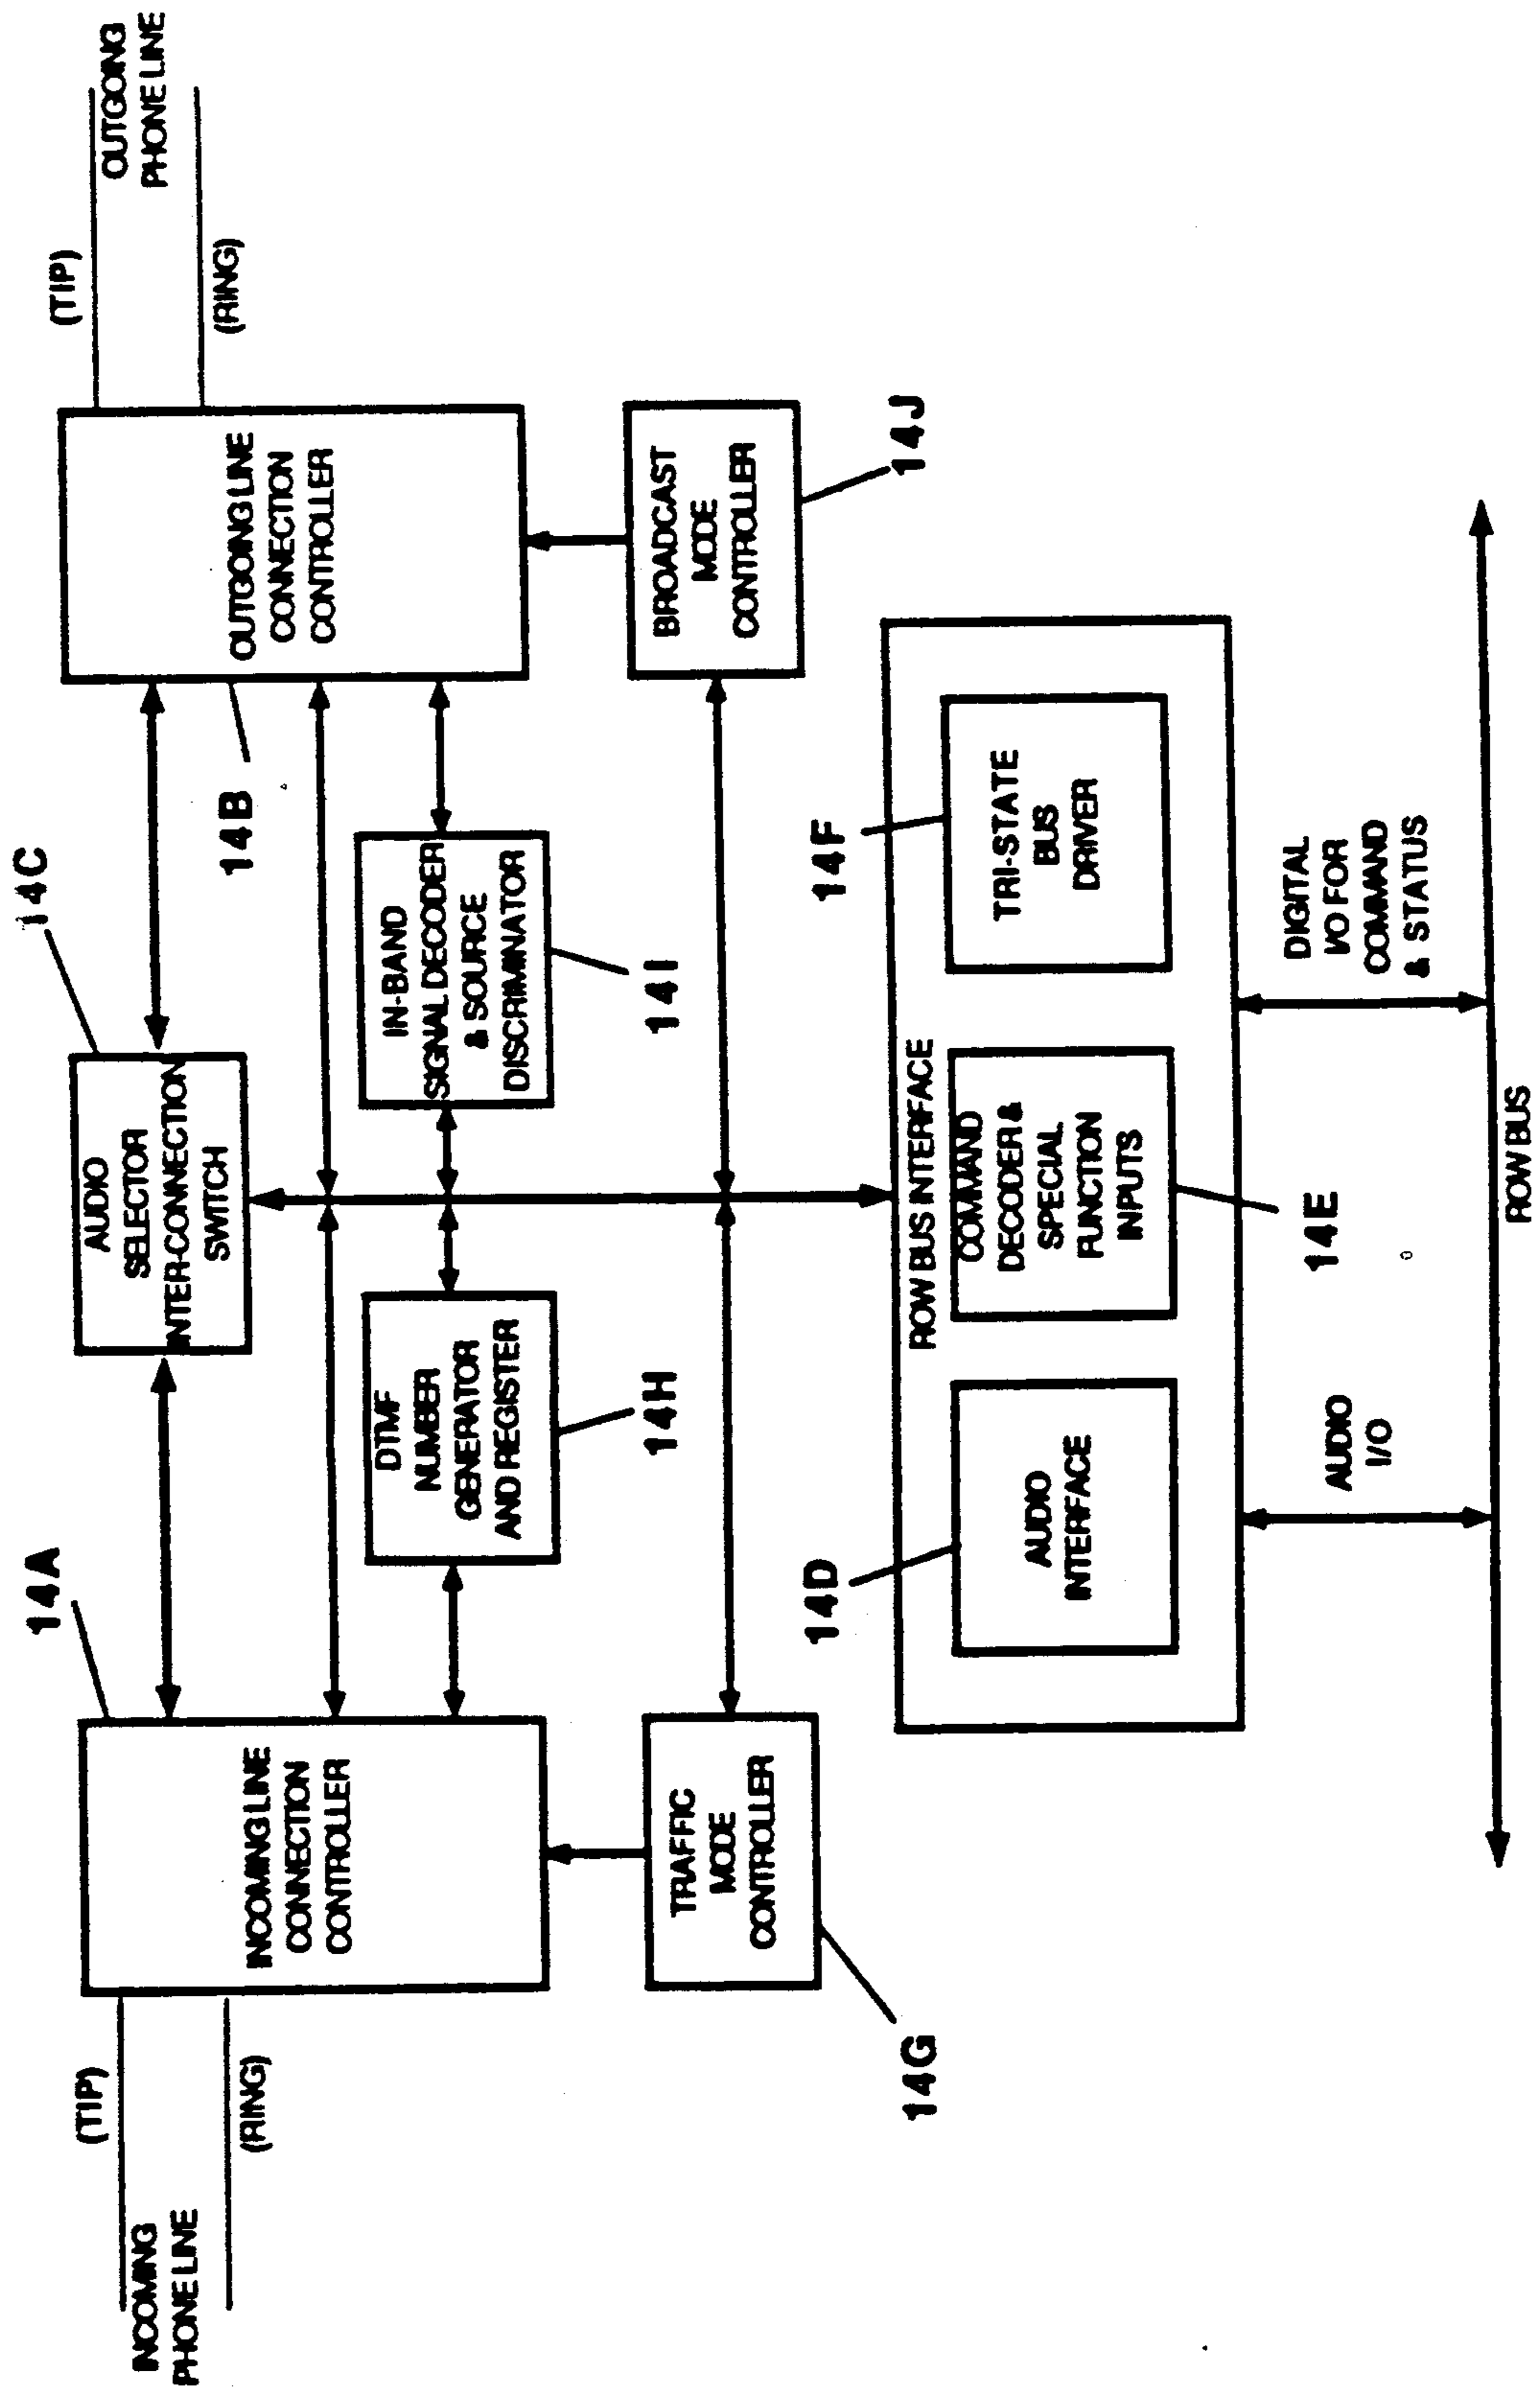 14A
14C
(TIP)
(TIP)
INCOMING
PHONE LINE
OUTGOING
PHONE LINE
(RING)
(RING)
INCOMING LINE
CONNECTION
CONTROLLER
AUDIO
SELECTOR
INTER-CONNECTION
SWITCH
14B
OUTGOING LINE
CONNECTION
CONTROLLER
DTMF
NUMBER
GENERATOR
AND REGISTER
IN-BAND
SIGNAL DECODER
& SOURCE
DISCRIMINATOR
14H
14I
TRAFFIC
MODE
CONTROLLER
BROADCAST
MODE
CONTROLLER
14G
14D
14F
14J
ROW BUS INTERFACE
AUDIO
INTERFACE
COMMAND
DECODER &
SPECIAL
FUNCTION
INPUTS
TRI-STATE
BUS
DRIVER
14E
AUDIO
I/O
DIGITAL
I/O FOR
COMMAND
& STATUS
ROW BUS